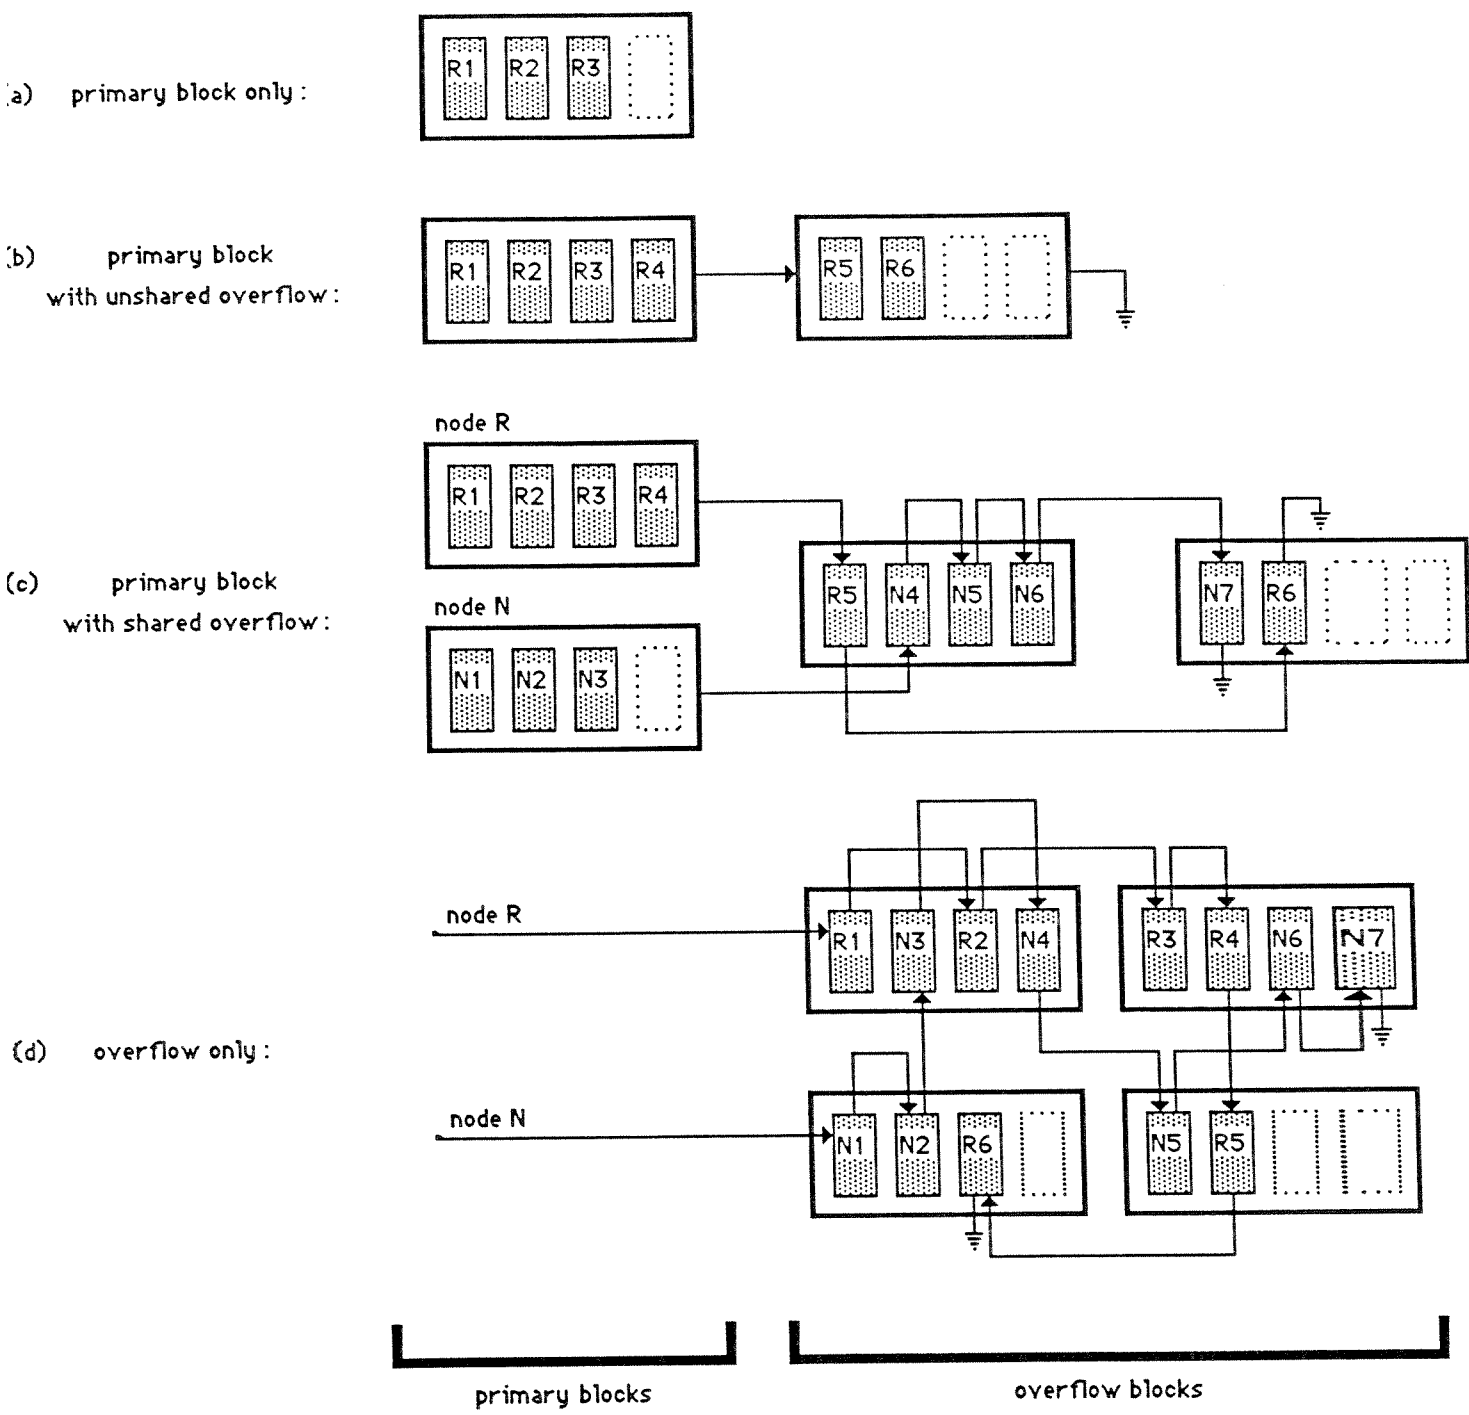 (a) primary block only :
R1 R2 R3
(b) primary block
with unshared overflow :
R1 R2 R3 R4
R5 R6
(c) primary block
with shared overflow :
node R
R1 R2 R3 R4
node N
N1 N2 N3
R5 N4 N5 N6
N7 R6
(d) overflow only :
node R
R1 N3 R2 N4
R3 R4 N6 N7
node N
N1 N2 R6
N5 R5
primary blocks
overflow blocks